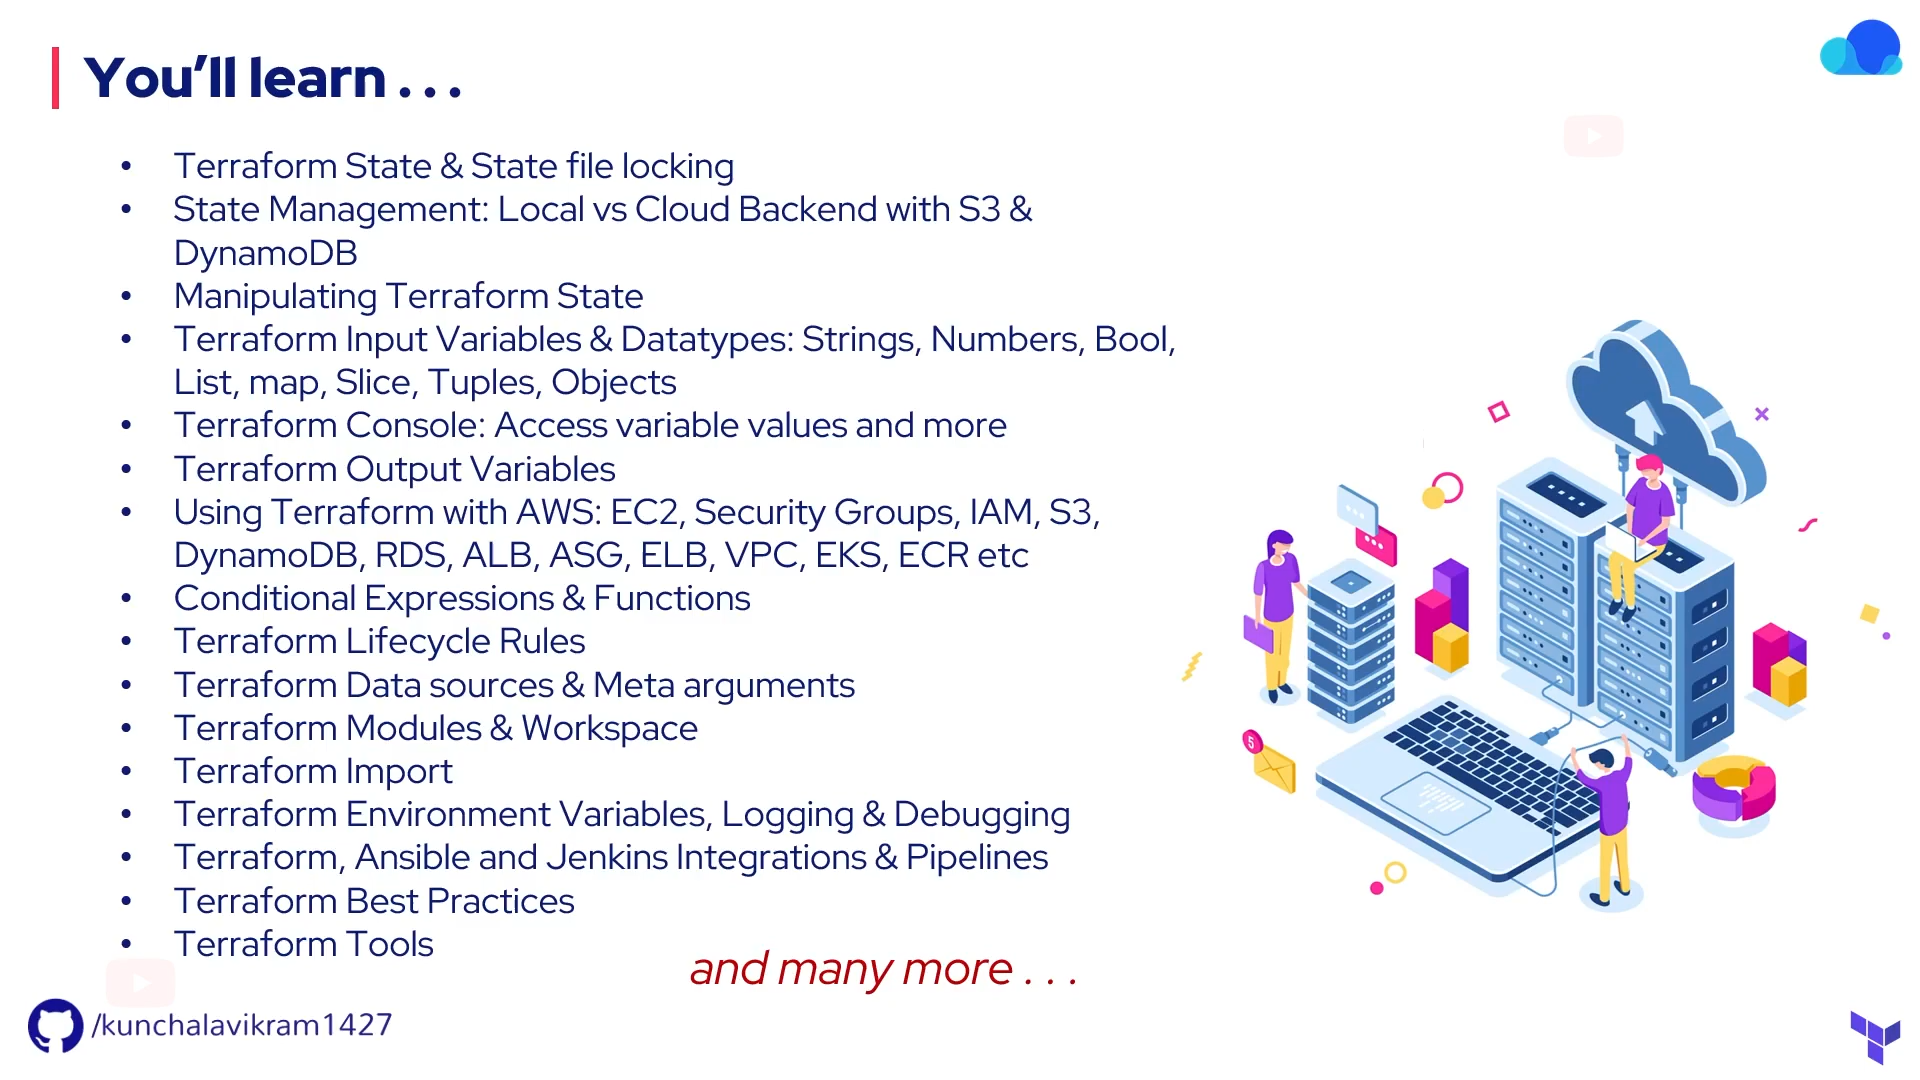 You’ll learn . . .
• Terraform State & State file locking
• State Management: Local vs Cloud Backend with S3 &
DynamoDB
• Manipulating Terraform State
• Terraform Input Variables & Datatypes: Strings, Numbers, Bool,
List, map, Slice, Tuples, Objects
• Terraform Console: Access variable values and more
• Terraform Output Variables
• Using Terraform with AWS: EC2, Security Groups, IAM, S3,
DynamoDB, RDS, ALB, ASG, ELB, VPC, EKS, ECR etc
• Conditional Expressions & Functions
• Terraform Lifecycle Rules
• Terraform Data sources & Meta arguments
• Terraform Modules & Workspace
• Terraform Import
• Terraform Environment Variables, Logging & Debugging
• Terraform, Ansible and Jenkins Integrations & Pipelines
• Terraform Best Practices
• Terraform Tools
and many more . . .
/kunchalavikram1427
5